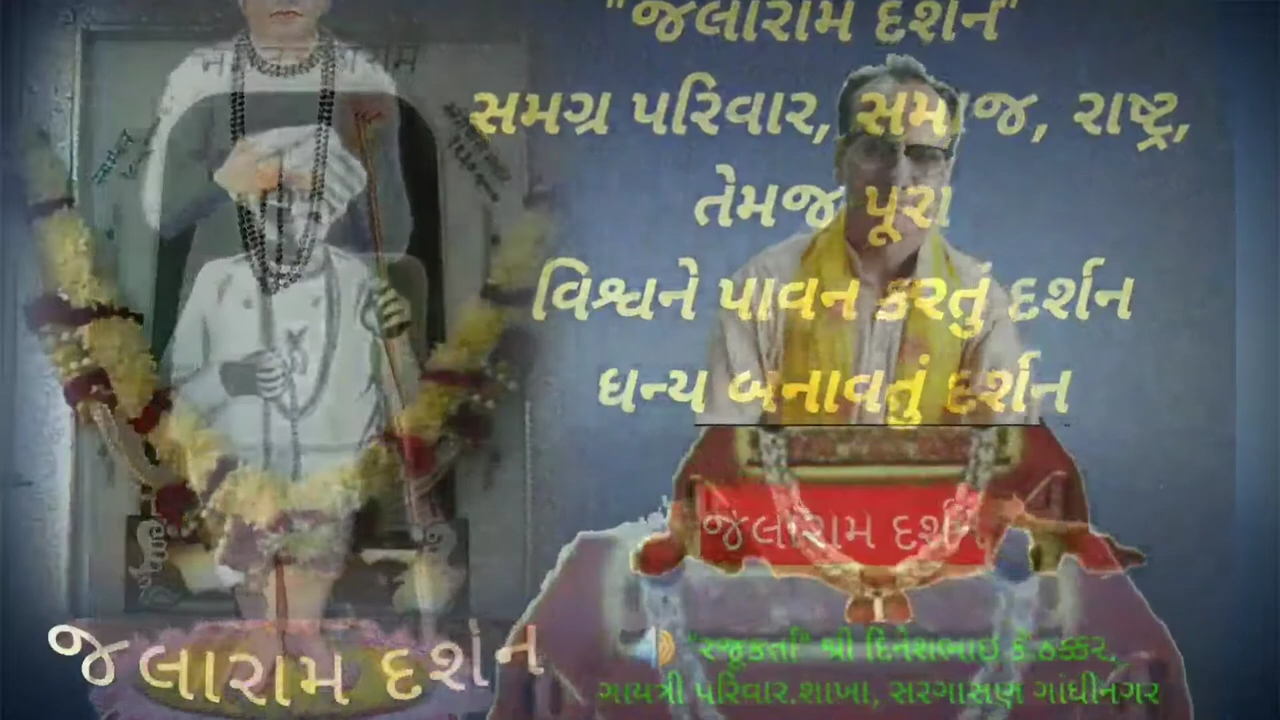 "જલારામ દર્શન"
સમગ્ર પરિવાર, સમાજ, રાષ્ટ્ર,
તેમજ પૂરા
વિશ્વને પાવન કરતું દર્શન
ધન્ય બનાવતું દર્શન
જલારામ દર્શન
જલારામ દર્શન
"રજૂકર્તા" શ્રી દિનેશભાઇ કે ઠક્કર,
ગાયત્રી પરિવાર.શાખા, સરગાસણ ગાંધીનગર